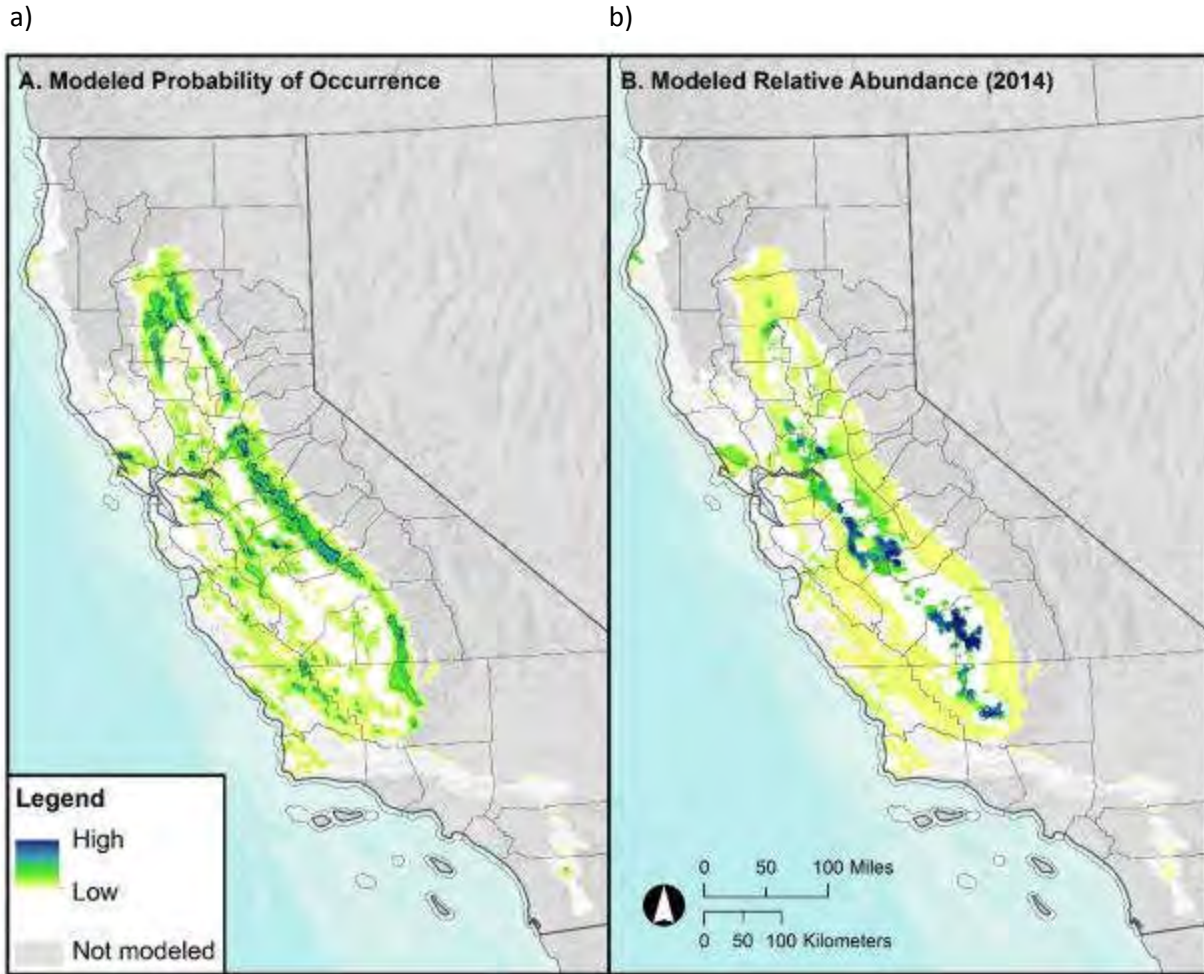 a)
b)
A. Modeled Probability of Occurrence
B. Modeled Relative Abundance (2014)
Legend
High
Low
Not modeled
0 50 100 Miles
0 50 100 Kilometers